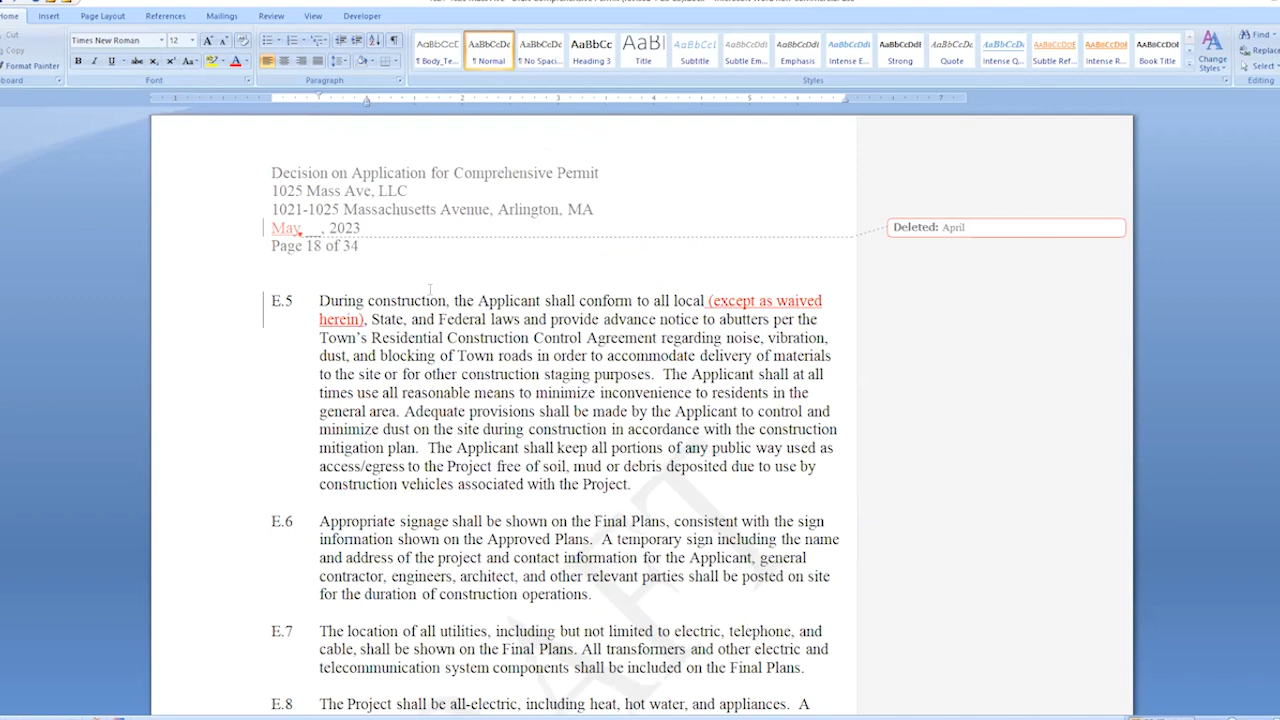 Home Insert Page Layout References Mailings Review View Developer
Cut
Copy
Format Painter
Times New Roman 12
Font
Paragraph
AaBbCcDc AaBbCcDc AaBbCc AaBbCcI AaBbCcDdI AaBbCcDdI AaBbCcDdE AaBbCcDdE AaBbCcDdI
¶ Normal ¶ No Spaci... Heading 3 Title Subtitle Subtle Em... Emphasis Intense E... Strong Quote Intense Q... Subtle Ref... Intense R... Book Title
Styles
Change
Styles
Find
Replace
Select
Editing
Decision on Application for Comprehensive Permit
1025 Mass Ave, LLC
1021-1025 Massachusetts Avenue, Arlington, MA
May __, 2023
Deleted: April
Page 18 of 34
E.5 During construction, the Applicant shall conform to all local (except as waived
herein), State, and Federal laws and provide advance notice to abutters per the
Town's Residential Construction Control Agreement regarding noise, vibration,
dust, and blocking of Town roads in order to accommodate delivery of materials
to the site or for other construction staging purposes. The Applicant shall at all
times use all reasonable means to minimize inconvenience to residents in the
general area. Adequate provisions shall be made by the Applicant to control and
minimize dust on the site during construction in accordance with the construction
mitigation plan. The Applicant shall keep all portions of any public way used as
access/egress to the Project free of soil, mud or debris deposited due to use by
construction vehicles associated with the Project.
E.6 Appropriate signage shall be shown on the Final Plans, consistent with the sign
information shown on the Approved Plans. A temporary sign including the name
and address of the project and contact information for the Applicant, general
contractor, engineers, architect, and other relevant parties shall be posted on site
for the duration of construction operations.
E.7 The location of all utilities, including but not limited to electric, telephone, and
cable, shall be shown on the Final Plans. All transformers and other electric and
telecommunication system components shall be included on the Final Plans.
E.8 The Project shall be all-electric, including heat, hot water, and appliances. A